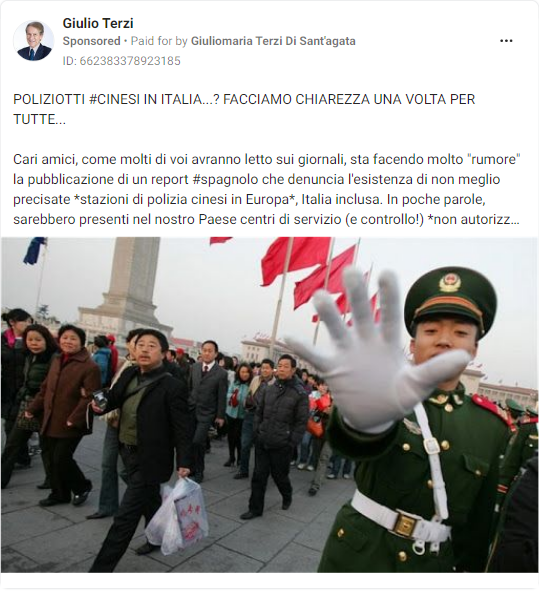 Giulio Terzi
Sponsored • Paid for by Giuliomaria Terzi Di Sant'agata
ID: 662383378923185
POLIZIOTTI #CINESI IN ITALIA...? FACCIAMO CHIAREZZA UNA VOLTA PER
TUTTE...
Cari amici, come molti di voi avranno letto sui giornali, sta facendo molto "rumore"
la pubblicazione di un report #spagnolo che denuncia l'esistenza di non meglio
precisate *stazioni di polizia cinesi in Europa*, Italia inclusa. In poche parole,
sarebbero presenti nel nostro Paese centri di servizio (e controllo!) *non autorizz...